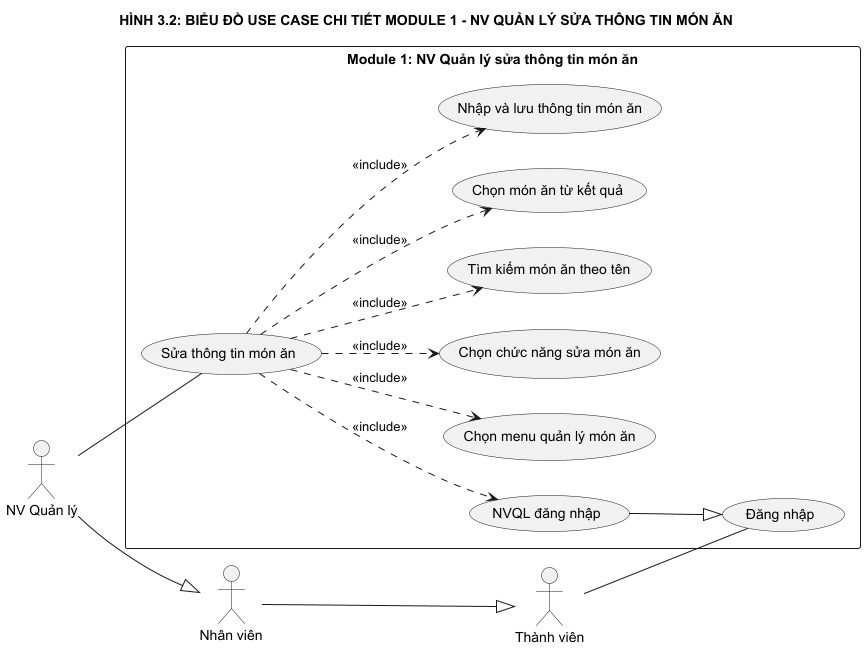 HÌNH 3.2: BIỂU ĐỒ USE CASE CHI TIẾT MODULE 1 - NV QUẢN LÝ SỬA THÔNG TIN MÓN ĂN
Module 1: NV Quản lý sửa thông tin món ăn
Nhập và lưu thông tin món ăn
«include»
Chọn món ăn từ kết quả
«include»
Tìm kiếm món ăn theo tên
«include»
Sửa thông tin món ăn
«include»
Chọn chức năng sửa món ăn
«include»
Chọn menu quản lý món ăn
«include»
NV Quản lý
NVQL đăng nhập
Đăng nhập
Nhân viên
Thành viên